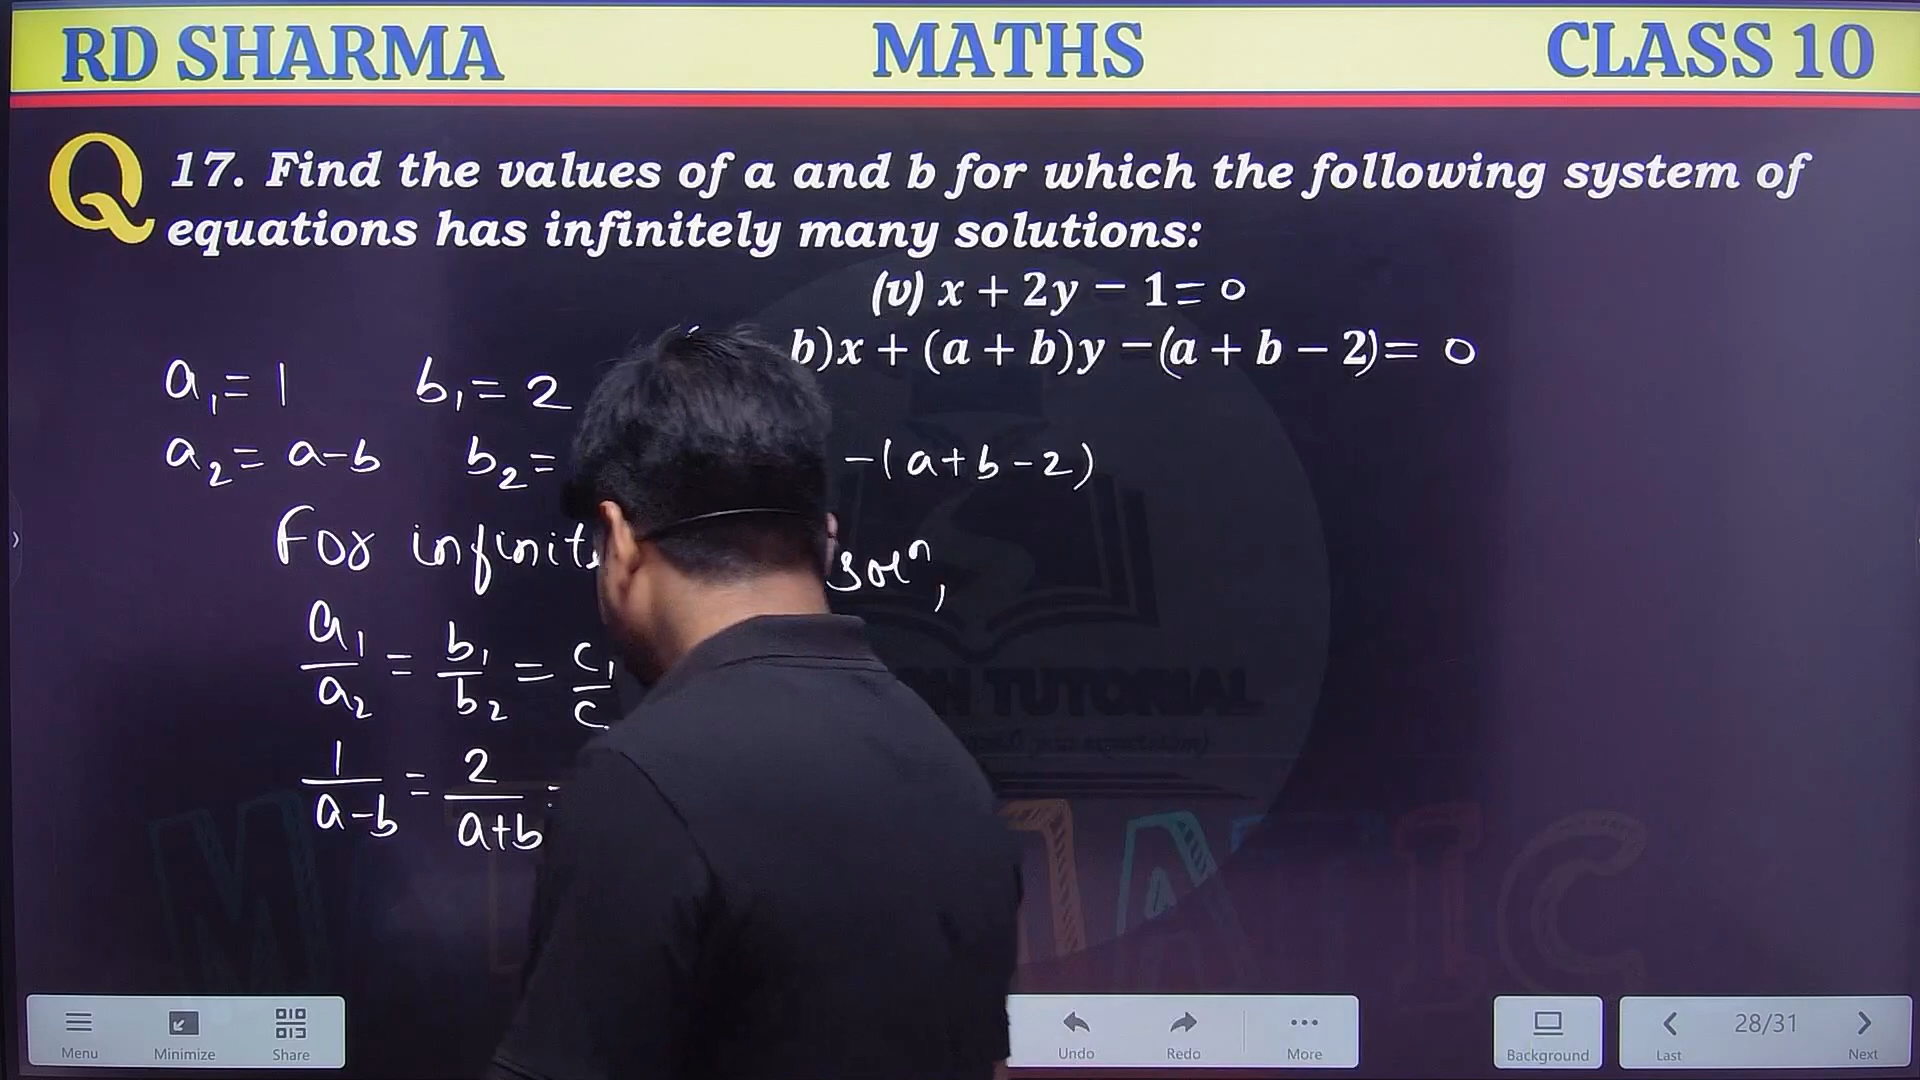 RD SHARMA MATHS CLASS 10
Q 17. Find the values of a and b for which the following system of
equations has infinitely many solutions:
(v) x + 2y − 1 = 0
b)x + (a + b)y − (a + b − 2) = 0
a₁ = 1 b₁ = 2
a₂ = a-b b₂ = -(a+b-2)
For solⁿ,
a₁/a₂ = b₁/b₂ = c₁/c
1/a-b = 2/a+b =
TUTORIAL
Menu Minimize Share Undo Redo More Background Last 28/31 Next